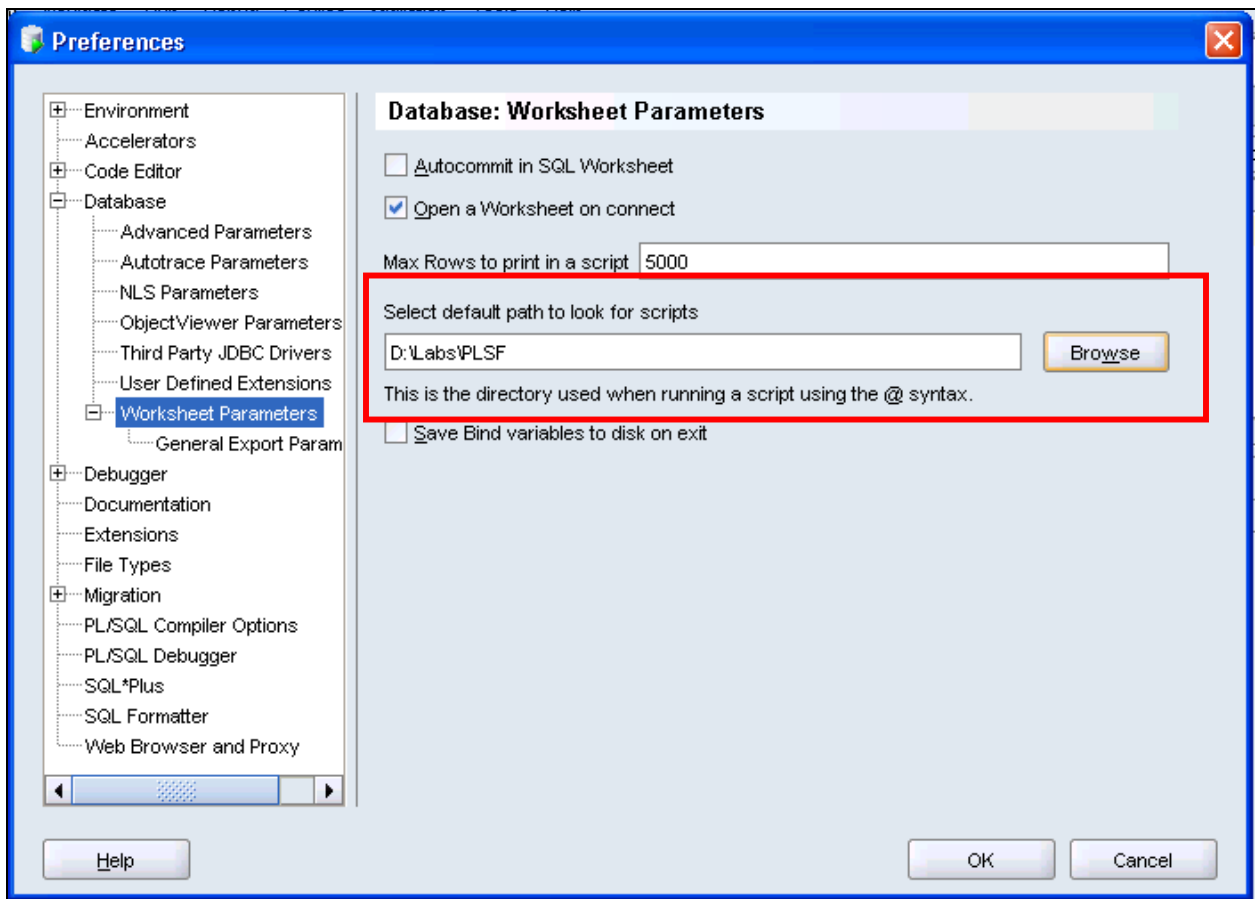 Preferences
Environment
Accelerators
Code Editor
Database
Advanced Parameters
Autotrace Parameters
NLS Parameters
ObjectViewer Parameters
Third Party JDBC Drivers
User Defined Extensions
Worksheet Parameters
General Export Param
Debugger
Documentation
Extensions
File Types
Migration
PL/SQL Compiler Options
PL/SQL Debugger
SQL*Plus
SQL Formatter
Web Browser and Proxy
Database: Worksheet Parameters
Autocommit in SQL Worksheet
Open a Worksheet on connect
Max Rows to print in a script 5000
Select default path to look for scripts
D:\Labs\PLSF Browse
This is the directory used when running a script using the @ syntax.
Save Bind variables to disk on exit
Help OK Cancel